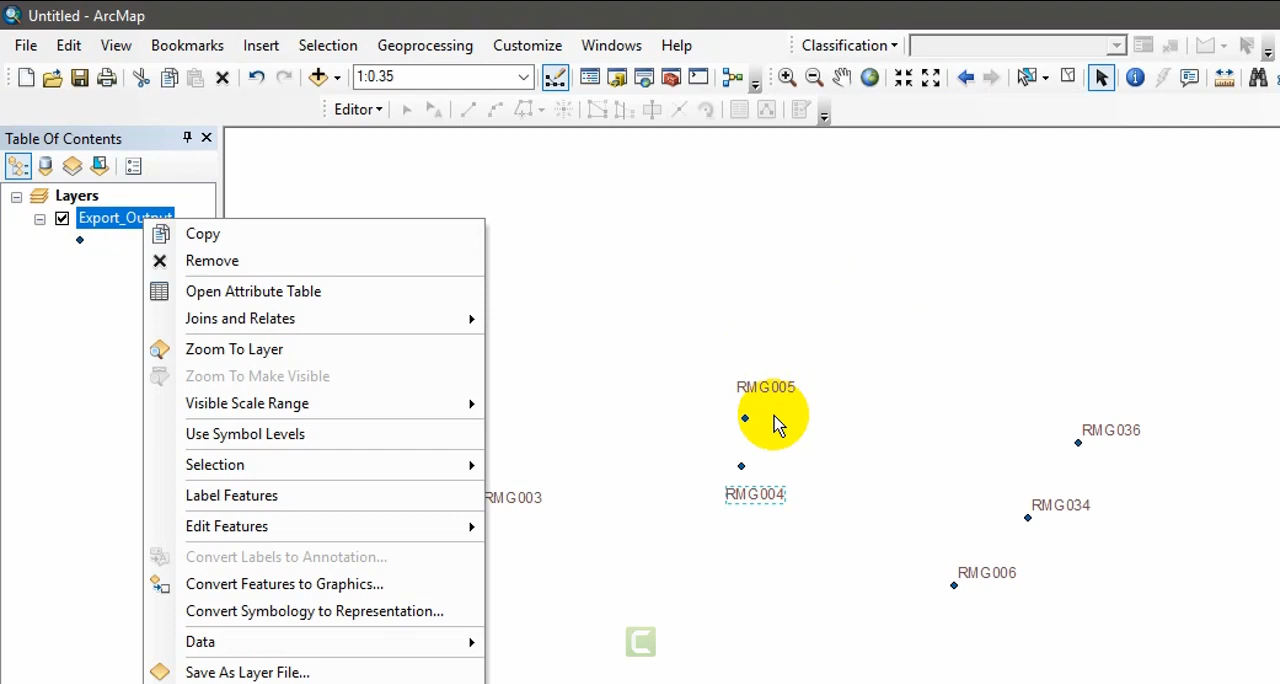 Untitled - ArcMap
File Edit View Bookmarks Insert Selection Geoprocessing Customize Windows Help Classification
1:0.35
Editor
Table Of Contents
Layers
Export_Output
Copy
Remove
Open Attribute Table
Joins and Relates
Zoom To Layer
Zoom To Make Visible
Visible Scale Range
Use Symbol Levels
Selection
Label Features
Edit Features
Convert Labels to Annotation...
Convert Features to Graphics...
Convert Symbology to Representation...
Data
Save As Layer File...
RMG005
RMG036
RMG003
RMG004
RMG034
RMG006
C